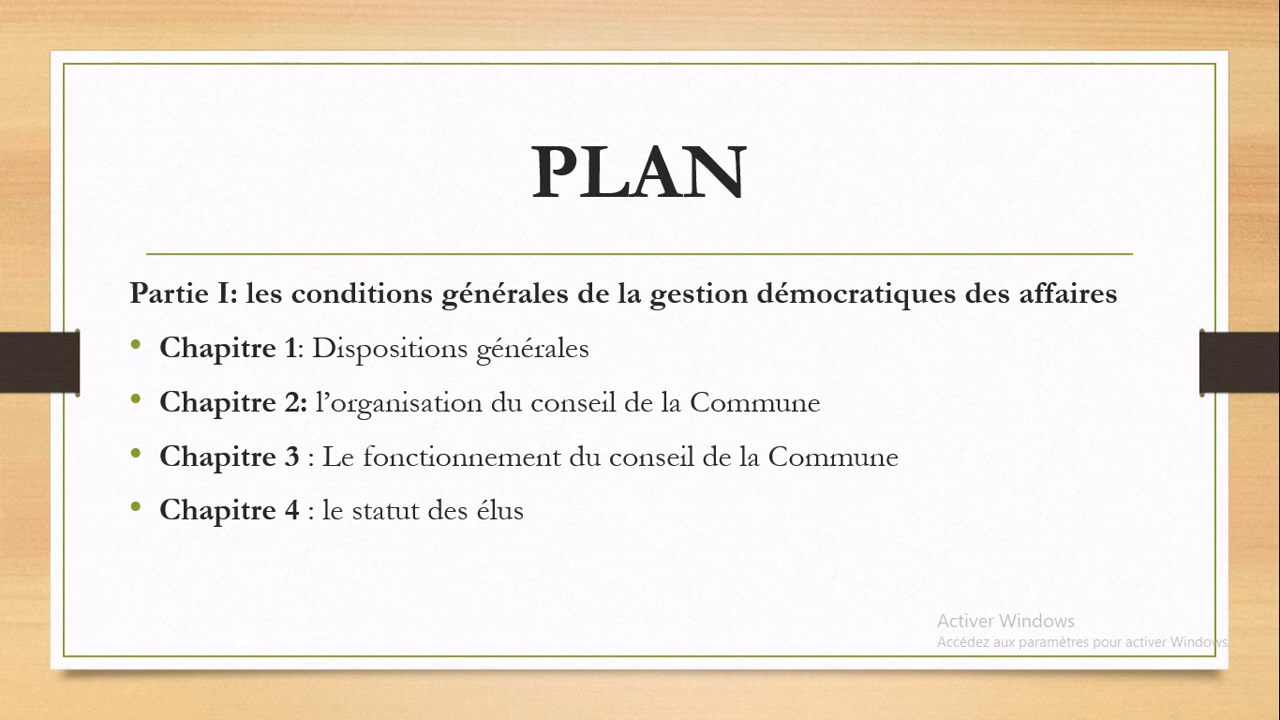 PLAN
Partie I: les conditions générales de la gestion démocratiques des affaires
• Chapitre 1: Dispositions générales
• Chapitre 2: l’organisation du conseil de la Commune
• Chapitre 3 : Le fonctionnement du conseil de la Commune
• Chapitre 4 : le statut des élus
Activer Windows
Accédez aux paramètres pour activer Windows